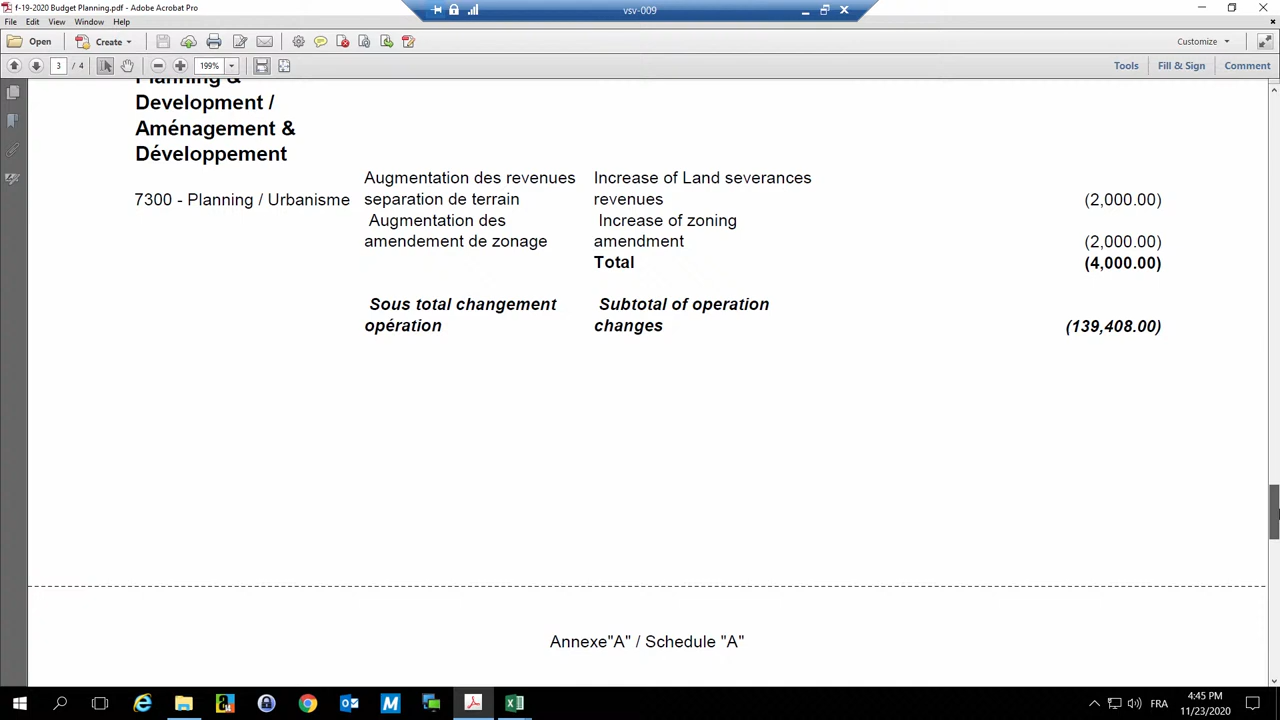 f-19-2020 Budget Planning.pdf - Adobe Acrobat Pro
vsv-009
File Edit View Window Help
Open Create Customize
3 / 4 199% Tools Fill & Sign Comment
Planning &
Development /
Aménagement &
Développement
Augmentation des revenues Increase of Land severances
7300 - Planning / Urbanisme separation de terrain revenues (2,000.00)
Augmentation des Increase of zoning
amendement de zonage amendment (2,000.00)
Total (4,000.00)
Sous total changement Subtotal of operation
opération changes (139,408.00)
Annexe"A" / Schedule "A"
FR 4:45 PM
11/23/2020